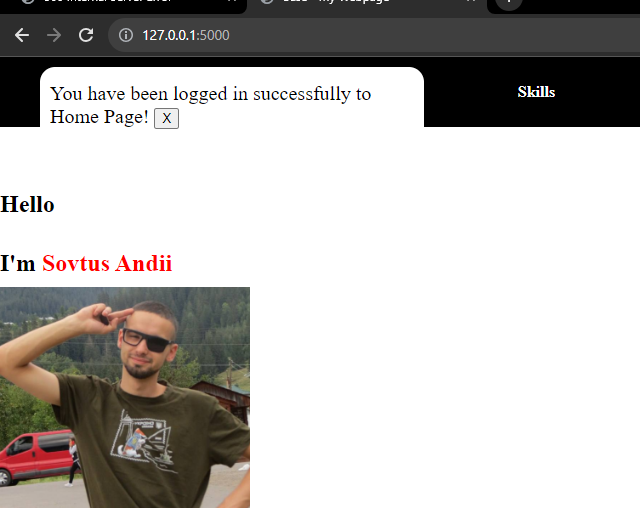 127.0.0.1:5000
You have been logged in successfully to
Home Page! X
Skills
Hello
I'm Sovtus Andii